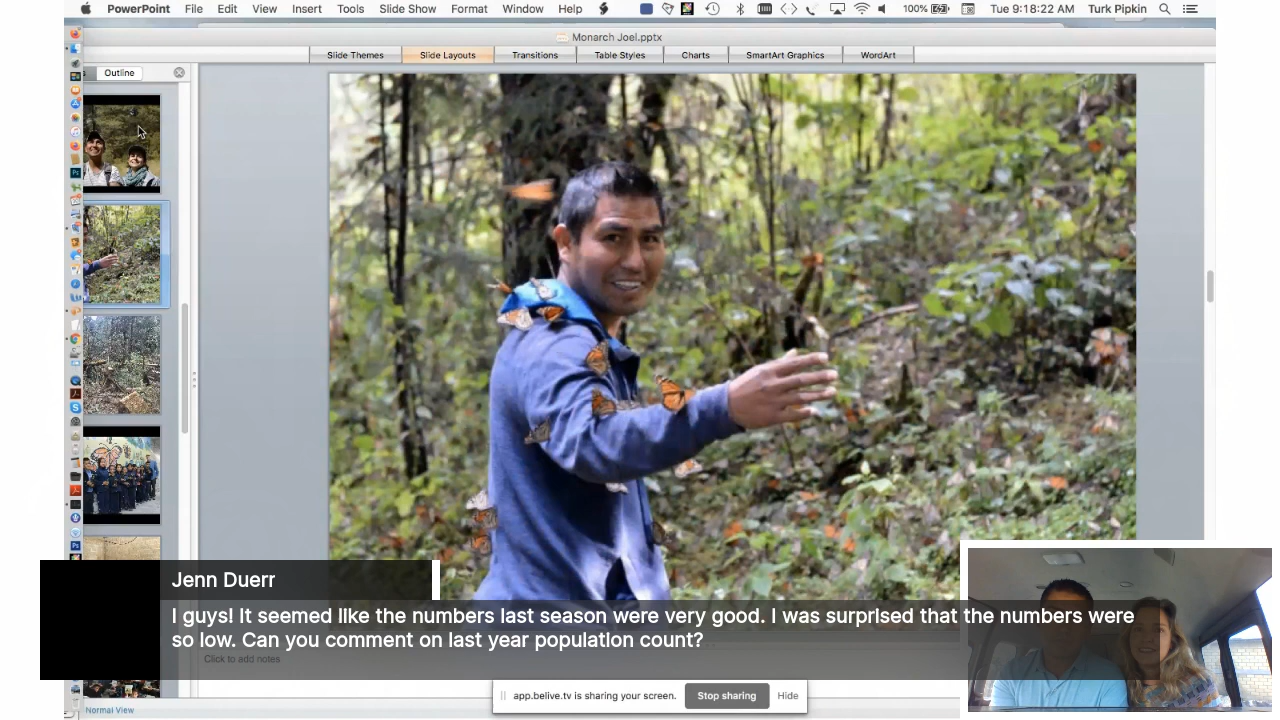 PowerPoint File Edit View Insert Tools Slide Show Format Window Help 100% Tue 9:18:22 AM Turk Pipkin
Monarch Joel.pptx
Slide Themes Slide Layouts Transitions Table Styles Charts SmartArt Graphics WordArt
Outline
Jenn Duerr
I guys! It seemed like the numbers last season were very good. I was surprised that the numbers were
so low. Can you comment on last year population count?
Click to add notes
app.belive.tv is sharing your screen. Stop sharing Hide
Normal View